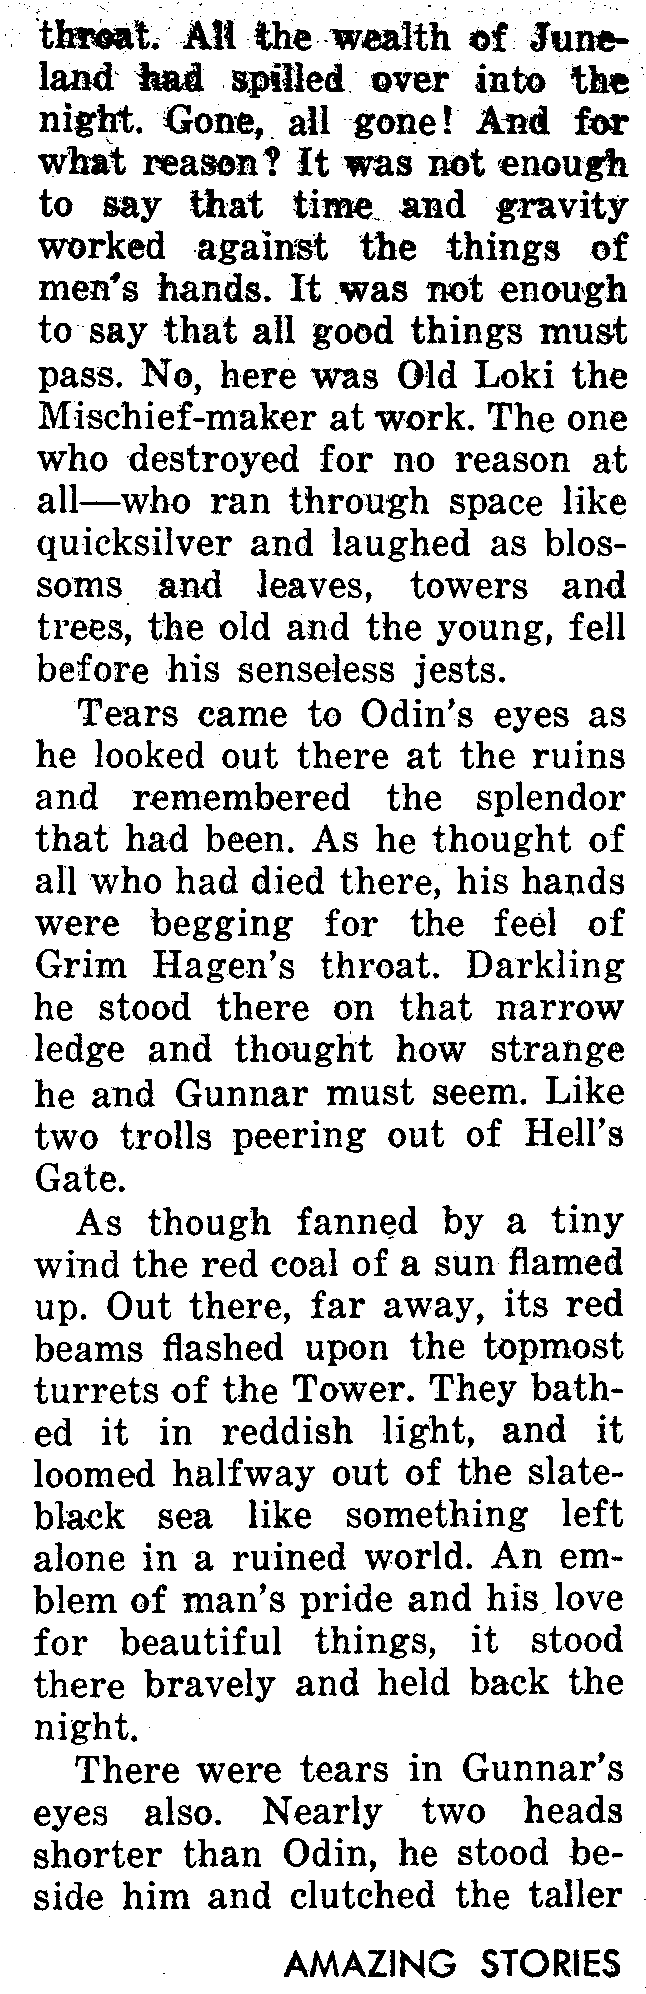 throat. All the wealth of June-
land had spilled over into the
night. Gone, all gone! And for
what reason? It was not enough
to say that time and gravity
worked against the things of
men's hands. It was not enough
to say that all good things must
pass. No, here was Old Loki the
Mischief-maker at work. The one
who destroyed for no reason at
all—who ran through space like
quicksilver and laughed as blos-
soms and leaves, towers and
trees, the old and the young, fell
before his senseless jests.
Tears came to Odin's eyes as
he looked out there at the ruins
and remembered the splendor
that had been. As he thought of
all who had died there, his hands
were begging for the feel of
Grim Hagen's throat. Darkling
he stood there on that narrow
ledge and thought how strange
he and Gunnar must seem. Like
two trolls peering out of Hell's
Gate.
As though fanned by a tiny
wind the red coal of a sun flamed
up. Out there, far away, its red
beams flashed upon the topmost
turrets of the Tower. They bath-
ed it in reddish light, and it
loomed halfway out of the slate-
black sea like something left
alone in a ruined world. An em-
blem of man's pride and his love
for beautiful things, it stood
there bravely and held back the
night.
There were tears in Gunnar's
eyes also. Nearly two heads
shorter than Odin, he stood be-
side him and clutched the taller
AMAZING STORIES